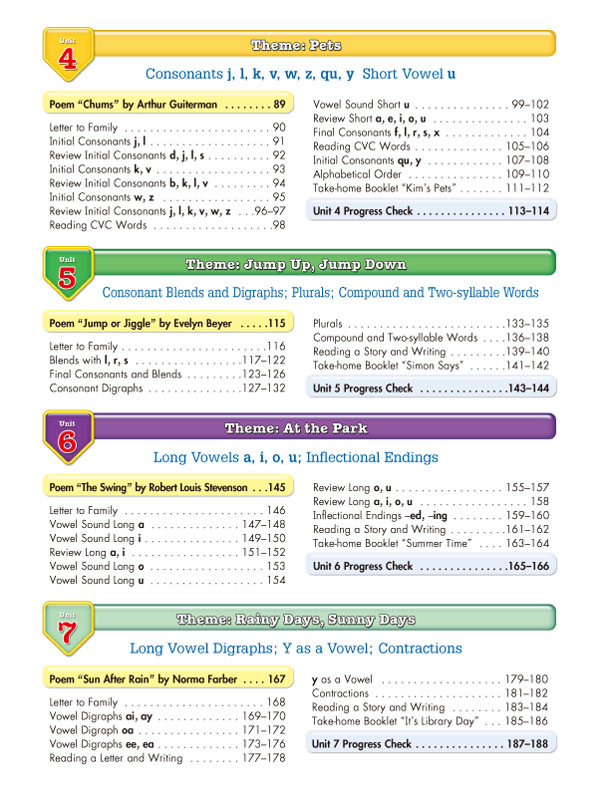 Unit
4
Theme: Pets
Consonants j, l, k, v, w, z, qu, y Short Vowel u
Poem “Chums” by Arthur Guiterman ........ 89
Letter to Family ........................ 90
Initial Consonants j, l .................... 91
Review Initial Consonants d, j, l, s .......... 92
Initial Consonants k, v ................... 93
Review Initial Consonants b, k, l, v ......... 94
Initial Consonants w, z .................. 95
Review Initial Consonants j, l, k, v, w, z ...96–97
Reading CVC Words ....................98
Vowel Sound Short u ............... 99–102
Review Short a, e, i, o, u ............... 103
Final Consonants f, l, r, s, x ............. 104
Reading CVC Words ............. 105–106
Initial Consonants qu, y ............ 107–108
Alphabetical Order ............... 109–110
Take-home Booklet “Kim’s Pets” ...... 111–112
Unit 4 Progress Check .............. 113–114
Unit
5
Theme: Jump Up, Jump Down
Consonant Blends and Digraphs; Plurals; Compound and Two-syllable Words
Poem “Jump or Jiggle” by Evelyn Beyer .....115
Letter to Family .......................116
Blends with l, r, s .................117–122
Final Consonants and Blends ........123–126
Consonant Digraphs ..............127–132
Plurals .........................133–135
Compound and Two-syllable Words ....136–138
Reading a Story and Writing ........139–140
Take-home Booklet “Simon Says” ......141–142
Unit 5 Progress Check ..............143–144
Unit
6
Theme: At the Park
Long Vowels a, i, o, u; Inflectional Endings
Poem “The Swing” by Robert Louis Stevenson ...145
Letter to Family ....................... 146
Vowel Sound Long a .............. 147–148
Vowel Sound Long i ............... 149–150
Review Long a, i .................. 151–152
Vowel Sound Long o ................... 153
Vowel Sound Long u ................... 154
Review Long o, u ................. 155–157
Review Long a, i, o, u ................. 158
Inflectional Endings –ed, –ing ........ 159–160
Reading a Story and Writing .........161–162
Take-home Booklet “Summer Time” .... 163–164
Unit 6 Progress Check ..............165–166
Unit
7
Theme: Rainy Days, Sunny Days
Long Vowel Digraphs; Y as a Vowel; Contractions
Poem “Sun After Rain” by Norma Farber .... 167
Letter to Family ....................... 168
Vowel Digraphs ai, ay .............. 169–170
Vowel Digraph oa ................. 171–172
Vowel Digraphs ee, ea ............. 173–176
Reading a Letter and Writing ........ 177–178
y as a Vowel .................... 179–180
Contractions .................... 181–182
Reading a Story and Writing ......... 183–184
Take-home Booklet “It’s Library Day” ... 185–186
Unit 7 Progress Check .............. 187–188